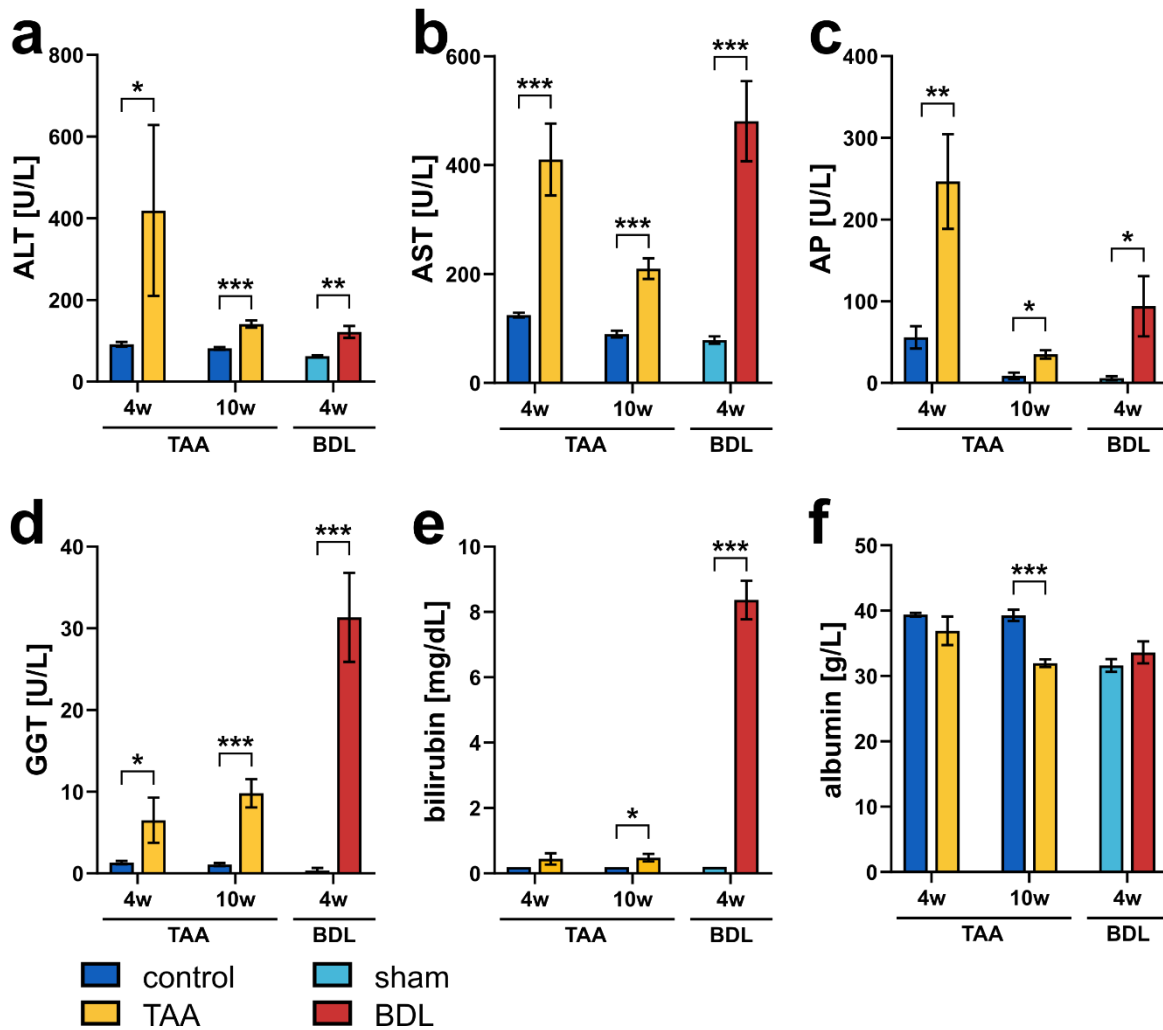 a
ALT [U/L]
800
600
400
200
0
*
***
**
4w 10w 4w
TAA BDL
b
AST [U/L]
600
400
200
0
***
***
***
4w 10w 4w
TAA BDL
c
AP [U/L]
400
300
200
100
0
**
*
*
4w 10w 4w
TAA BDL
d
GGT [U/L]
40
30
20
10
0
*
***
***
4w 10w 4w
TAA BDL
e
bilirubin [mg/dL]
10
8
6
4
2
0
*
***
4w 10w 4w
TAA BDL
f
albumin [g/L]
50
40
30
20
10
0
***
4w 10w 4w
TAA BDL
control sham
TAA BDL